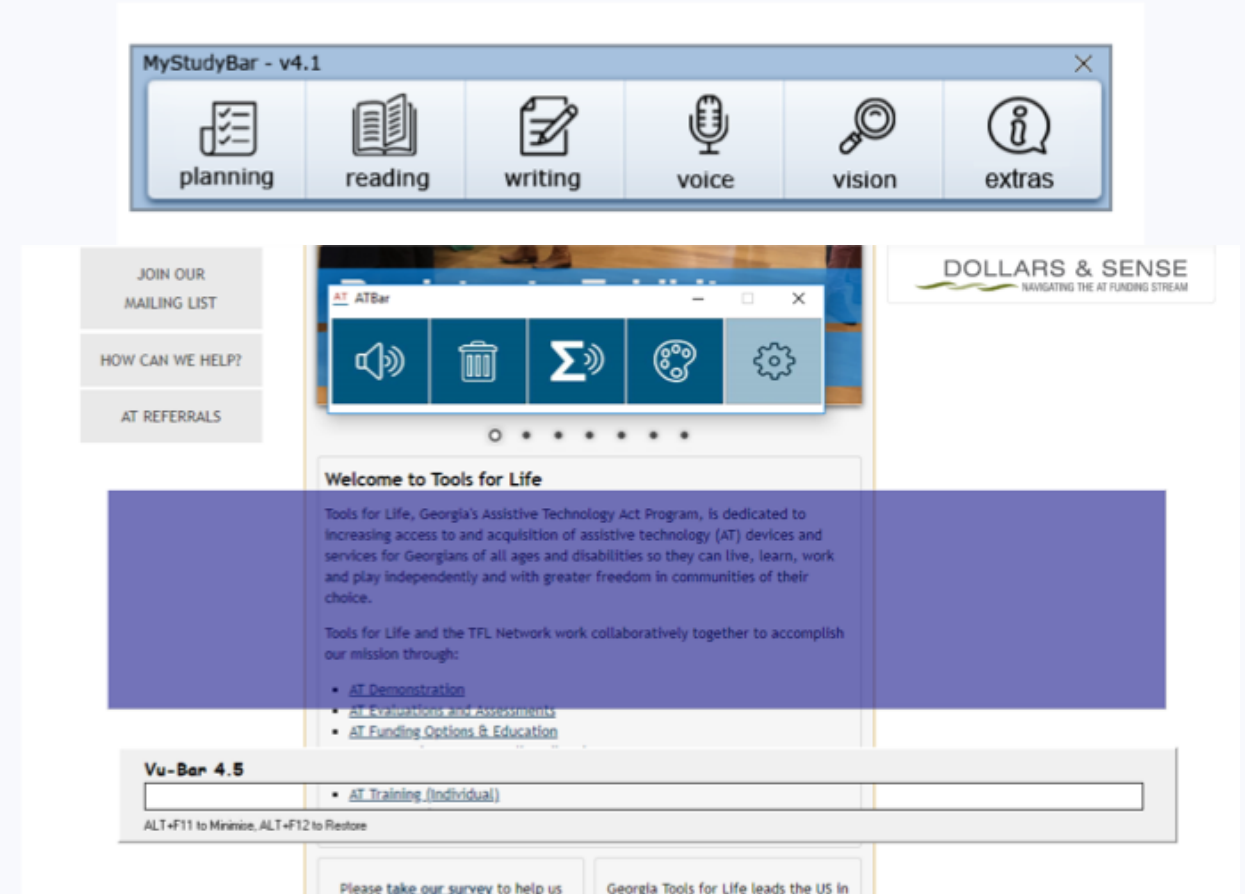 MyStudyBar - v4.1
planning reading writing voice vision extras
JOIN OUR
MAILING LIST
HOW CAN WE HELP?
AT REFERRALS
DOLLARS & SENSE
NAVIGATING THE AT FUNDING STREAM
AT ATBar
Welcome to Tools for Life
Tools for Life, Georgia's Assistive Technology Act Program, is dedicated to
increasing access to and acquisition of assistive technology (AT) devices and
services for Georgians of all ages and disabilities so they can live, learn, work
and play independently and with greater freedom in communities of their
choice.
Tools for Life and the TFL Network work collaboratively together to accomplish
our mission through:
AT Demonstration
AT Evaluations and Assessments
AT Funding Options & Education
Vu-Bar 4.5
AT Training (Individual)
ALT+F11 to Minimise, ALT+F12 to Restore
Please take our survey to help us
Georgia Tools for Life leads the US in